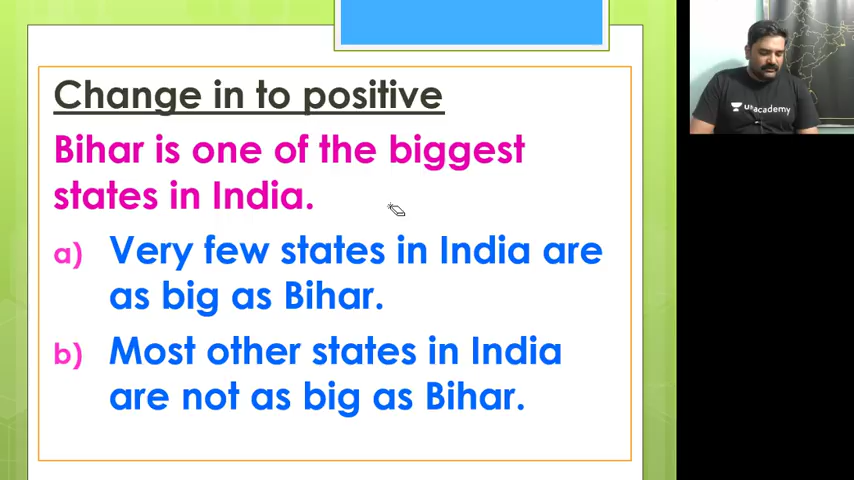 Change in to positive
Bihar is one of the biggest
states in India.
a) Very few states in India are
as big as Bihar.
b) Most other states in India
are not as big as Bihar.
unacademy